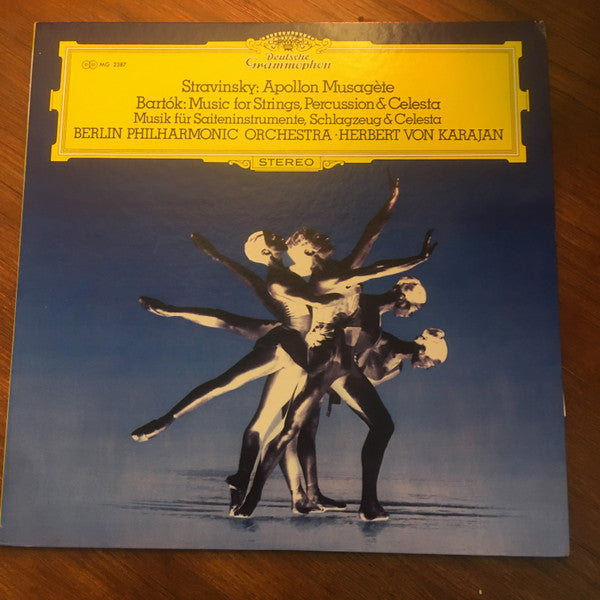 Deutsche
Grammophon
MG 2387
Stravinsky: Apollon Musagète
Bartók: Music for Strings, Percussion & Celesta
Musik für Saiteninstrumente, Schlagzeug & Celesta
BERLIN PHILHARMONIC ORCHESTRA · HERBERT VON KARAJAN
STEREO